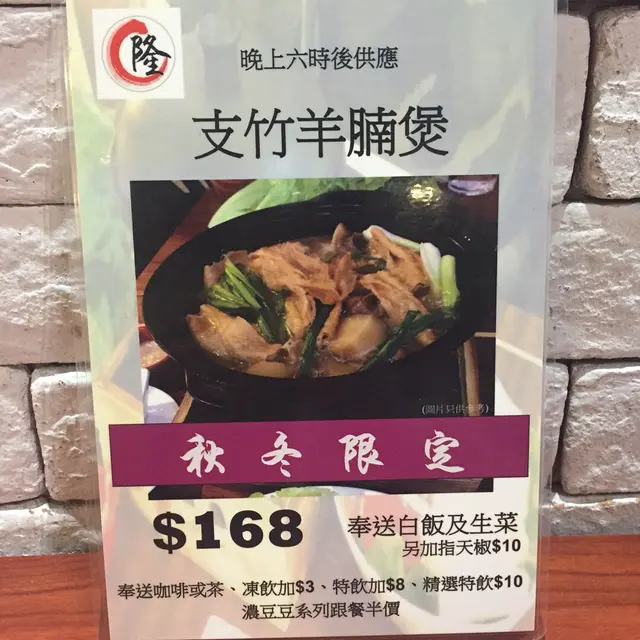 隆
晚上六時後供應
支竹羊腩煲
(圖片只供參考)
秋冬限定
$168
奉送白飯及生菜
另加指天椒$10
奉送咖啡或茶、凍飲加$3、特飲加$8、精選特飲$10
濃豆豆系列跟餐半價